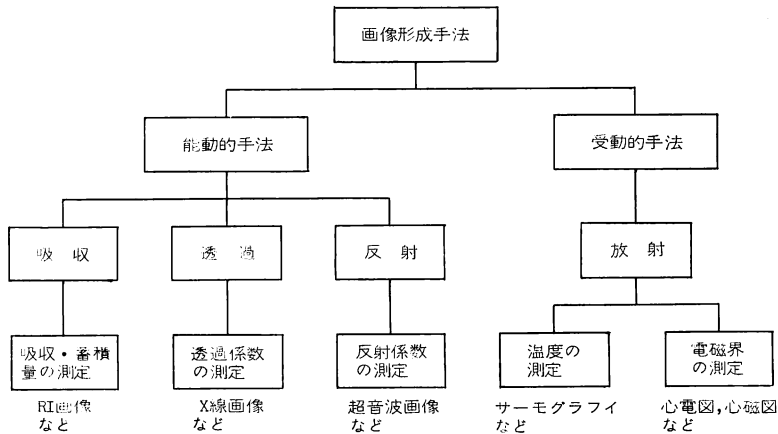 画像形成手法
能動的手法
受動的手法
吸収
透過
反射
放射
吸収・蓄積
量の測定
透過係数
の測定
反射係数
の測定
温度の
測定
電磁界
の測定
RI画像
など
X線画像
など
超音波画像
など
サーモグラフイ
など
心電図,心磁図
など